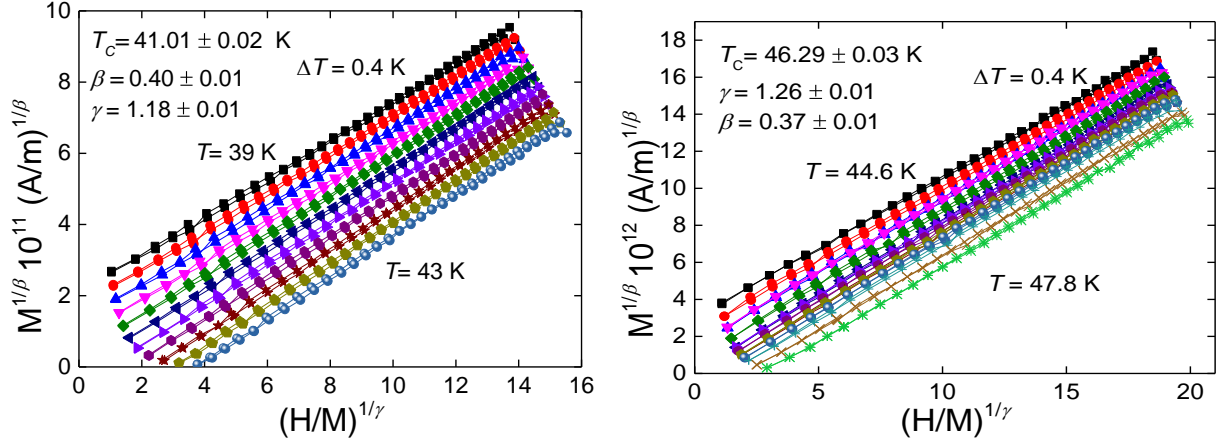 T_C = 41.01 ± 0.02 K
β = 0.40 ± 0.01
γ = 1.18 ± 0.01
ΔT = 0.4 K
T = 39 K
T = 43 K
10
8
6
4
2
0
M^{1/β} 10^{11} (A/m)^{1/β}
0 2 4 6 8 10 12 14 16
(H/M)^{1/γ}
T_C = 46.29 ± 0.03 K
ΔT = 0.4 K
γ = 1.26 ± 0.01
β = 0.37 ± 0.01
T = 44.6 K
T = 47.8 K
18
16
14
12
10
8
6
4
2
0
M^{1/β} 10^{12} (A/m)^{1/β}
0 5 10 15 20
(H/M)^{1/γ}